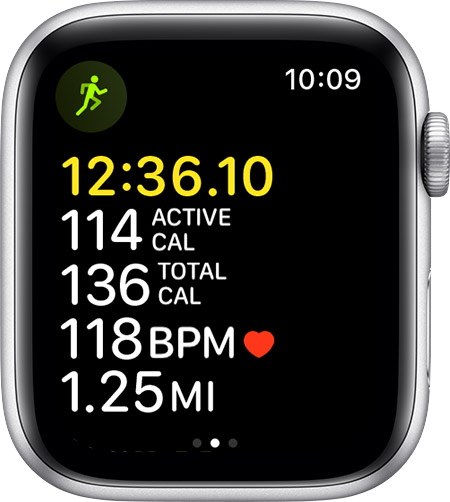 10:09
12:36.10
114 ACTIVE CAL
136 TOTAL CAL
118 BPM
1.25 MI